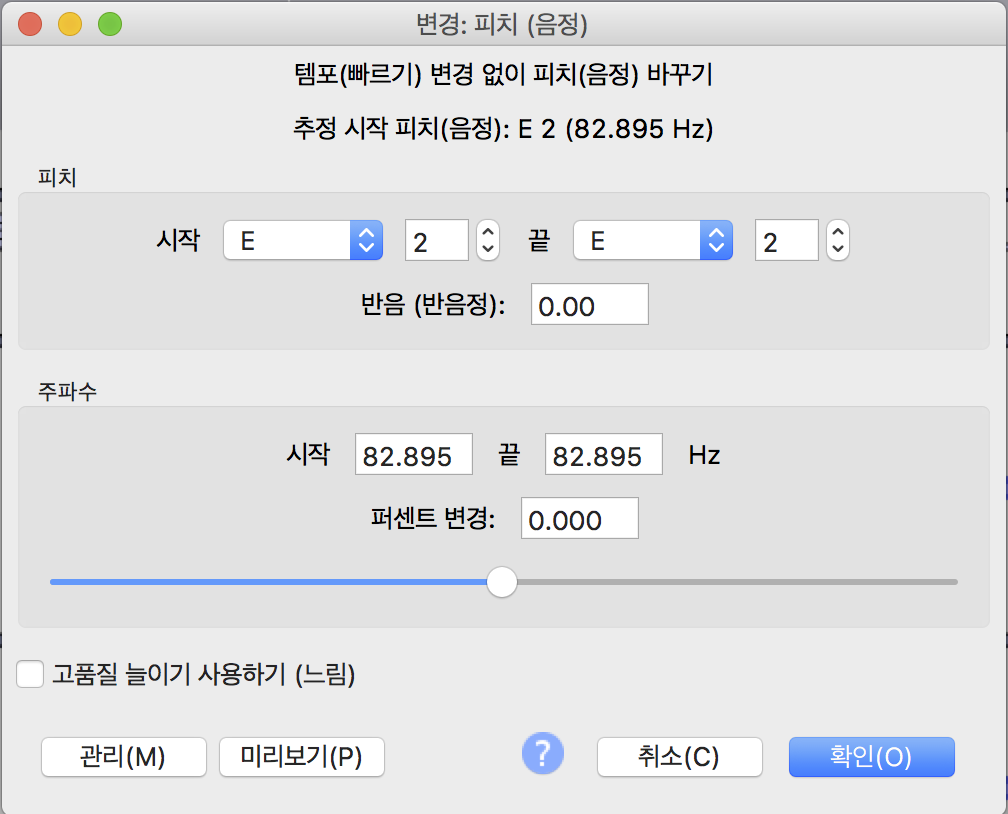 변경: 피치 (음정)
템포(빠르기) 변경 없이 피치(음정) 바꾸기
추정 시작 피치(음정): E 2 (82.895 Hz)
피치
시작 E 2 끝 E 2
반음 (반음정): 0.00
주파수
시작 82.895 끝 82.895 Hz
퍼센트 변경: 0.000
고품질 늘이기 사용하기 (느림)
관리(M) 미리보기(P) ? 취소(C) 확인(O)